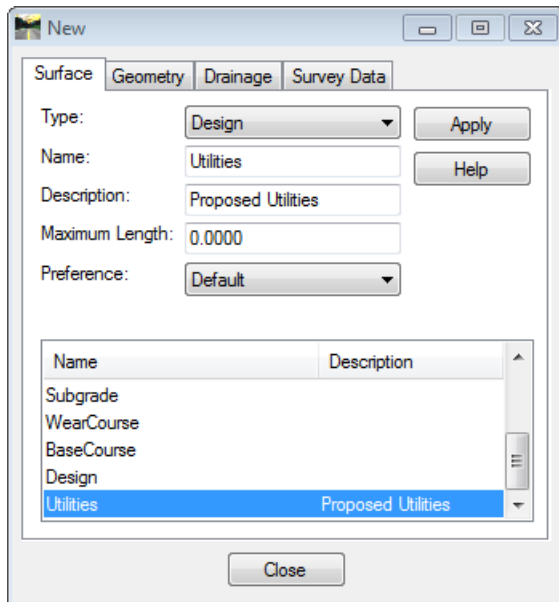 New
Surface Geometry Drainage Survey Data
Type: Design Apply
Name: Utilities Help
Description: Proposed Utilities
Maximum Length: 0.0000
Preference: Default
Name Description
Subgrade
WearCourse
BaseCourse
Design
Utilities Proposed Utilities
Close